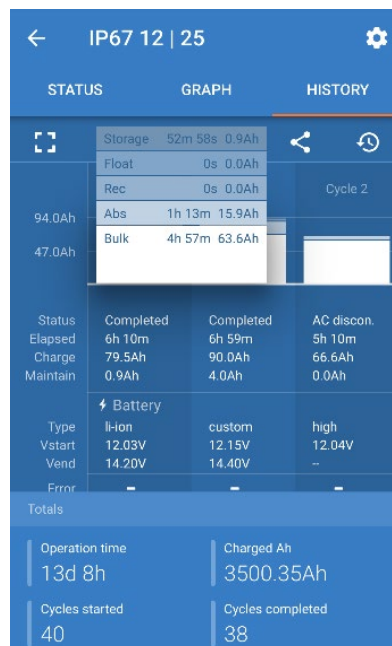 IP67 12 | 25
STATUS GRAPH HISTORY
Storage 52m 58s 0.9Ah
Float 0s 0.0Ah
Rec 0s 0.0Ah
Abs 1h 13m 15.9Ah
Bulk 4h 57m 63.6Ah
Cycle 2
94.0Ah
47.0Ah
Status Completed Completed AC discon.
Elapsed 6h 10m 6h 59m 5h 10m
Charge 79.5Ah 90.0Ah 66.6Ah
Maintain 0.9Ah 4.0Ah 0.0Ah
Battery
Type li-ion custom high
Vstart 12.03V 12.15V 12.04V
Vend 14.20V 14.40V --
Error - - -
Totals
Operation time Charged Ah
13d 8h 3500.35Ah
Cycles started Cycles completed
40 38